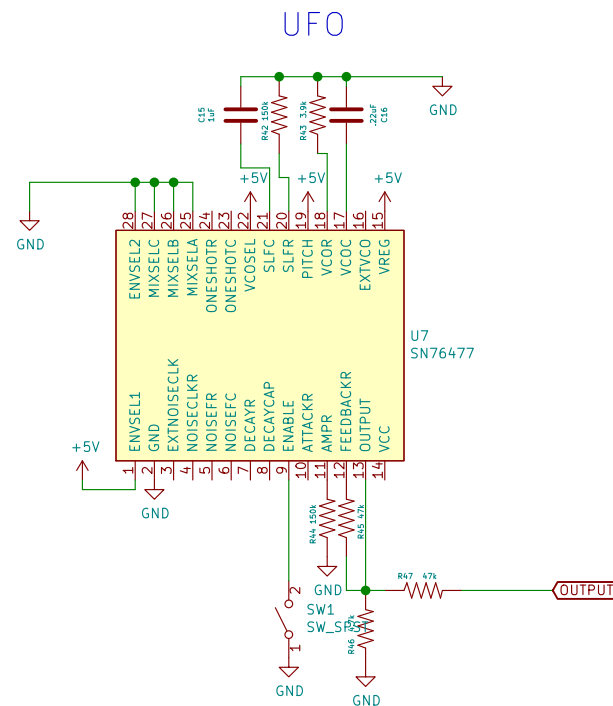 UFO
GND
C15
1uF
R42 150k
R43 3.9k
.22uF C16
+5V
+5V
+5V
GND
28 27 26 25 24 23 22 21 20 19 18 17 16 15
ENVSEL2
MIXSELC
MIXSELB
MIXSELA
ONESHOTR
ONESHOTC
VCOSEL
SLFC
SLFR
PITCH
VCOR
VCOC
EXTVCO
VREG
U7
SN76477
ENVSEL1
GND
EXTNOISECLK
NOISECLKR
NOISEFR
NOISEFC
DECAYR
DECAYCAP
ENABLE
ATTACKR
AMPR
FEEDBACKR
OUTPUT
VCC
1 2 3 4 5 6 7 8 9 10 11 12 13 14
+5V
GND
R44 150k
R45 47k
GND
R47 47k
OUTPUT
2
SW1
SW_SPST
R46
1
GND
GND